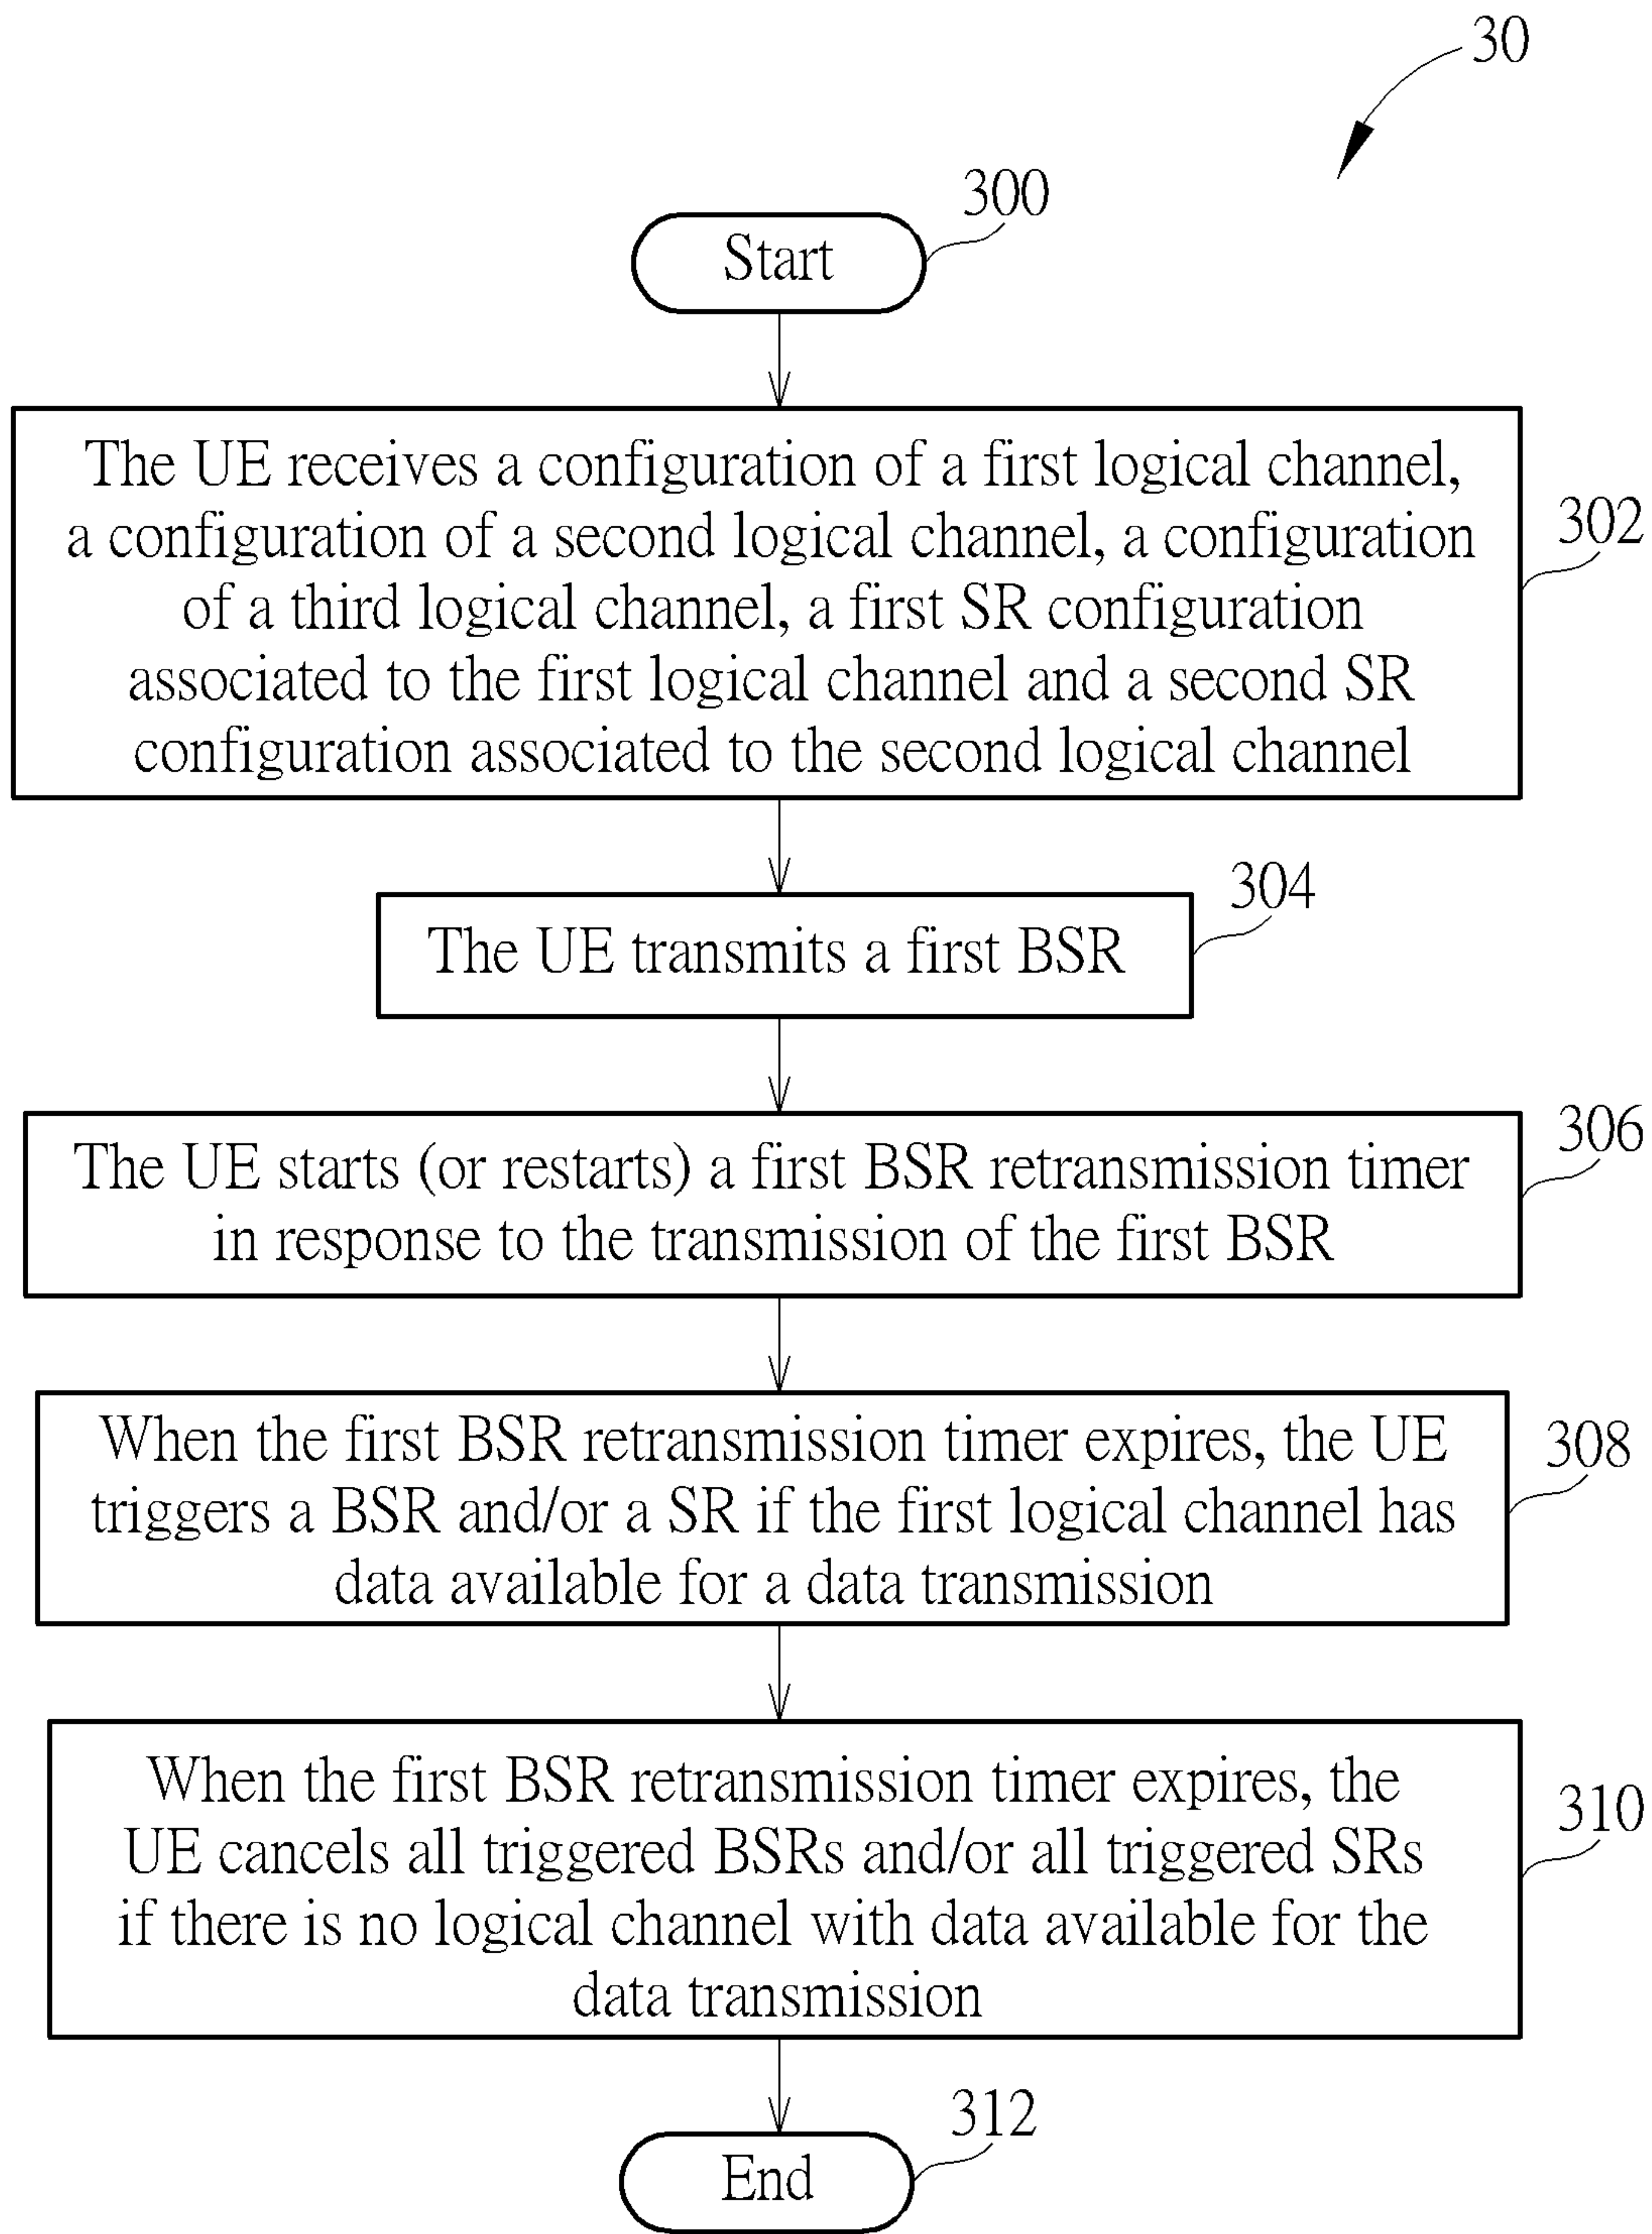 30
300
Start
The UE receives a configuration of a first logical channel,
a configuration of a second logical channel, a configuration
of a third logical channel, a first SR configuration
associated to the first logical channel and a second SR
configuration associated to the second logical channel
302
304
The UE transmits a first BSR
306
The UE starts (or restarts) a first BSR retransmission timer
in response to the transmission of the first BSR
When the first BSR retransmission timer expires, the UE
triggers a BSR and/or a SR if the first logical channel has
data available for a data transmission
308
When the first BSR retransmission timer expires, the
UE cancels all triggered BSRs and/or all triggered SRs
if there is no logical channel with data available for the
data transmission
310
312
End